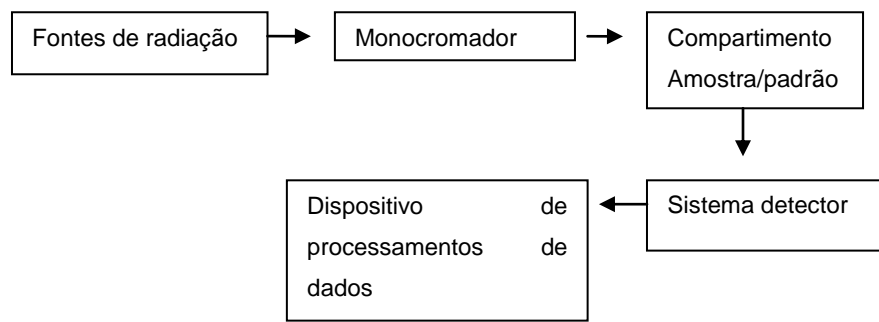 Fontes de radiação
Monocromador
Compartimento
Amostra/padrão
Sistema detector
Dispositivo de
processamentos de
dados